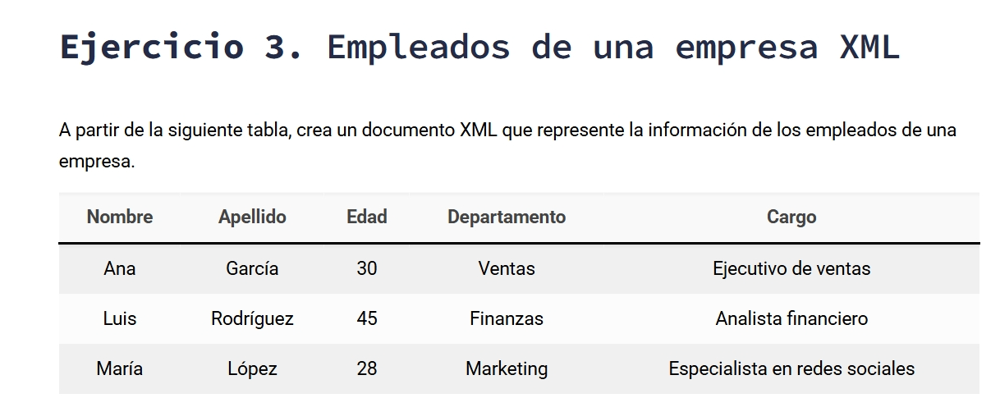 Ejercicio 3. Empleados de una empresa XML
A partir de la siguiente tabla, crea un documento XML que represente la información de los empleados de una
empresa.
Nombre Apellido Edad Departamento Cargo
Ana García 30 Ventas Ejecutivo de ventas
Luis Rodríguez 45 Finanzas Analista financiero
María López 28 Marketing Especialista en redes sociales